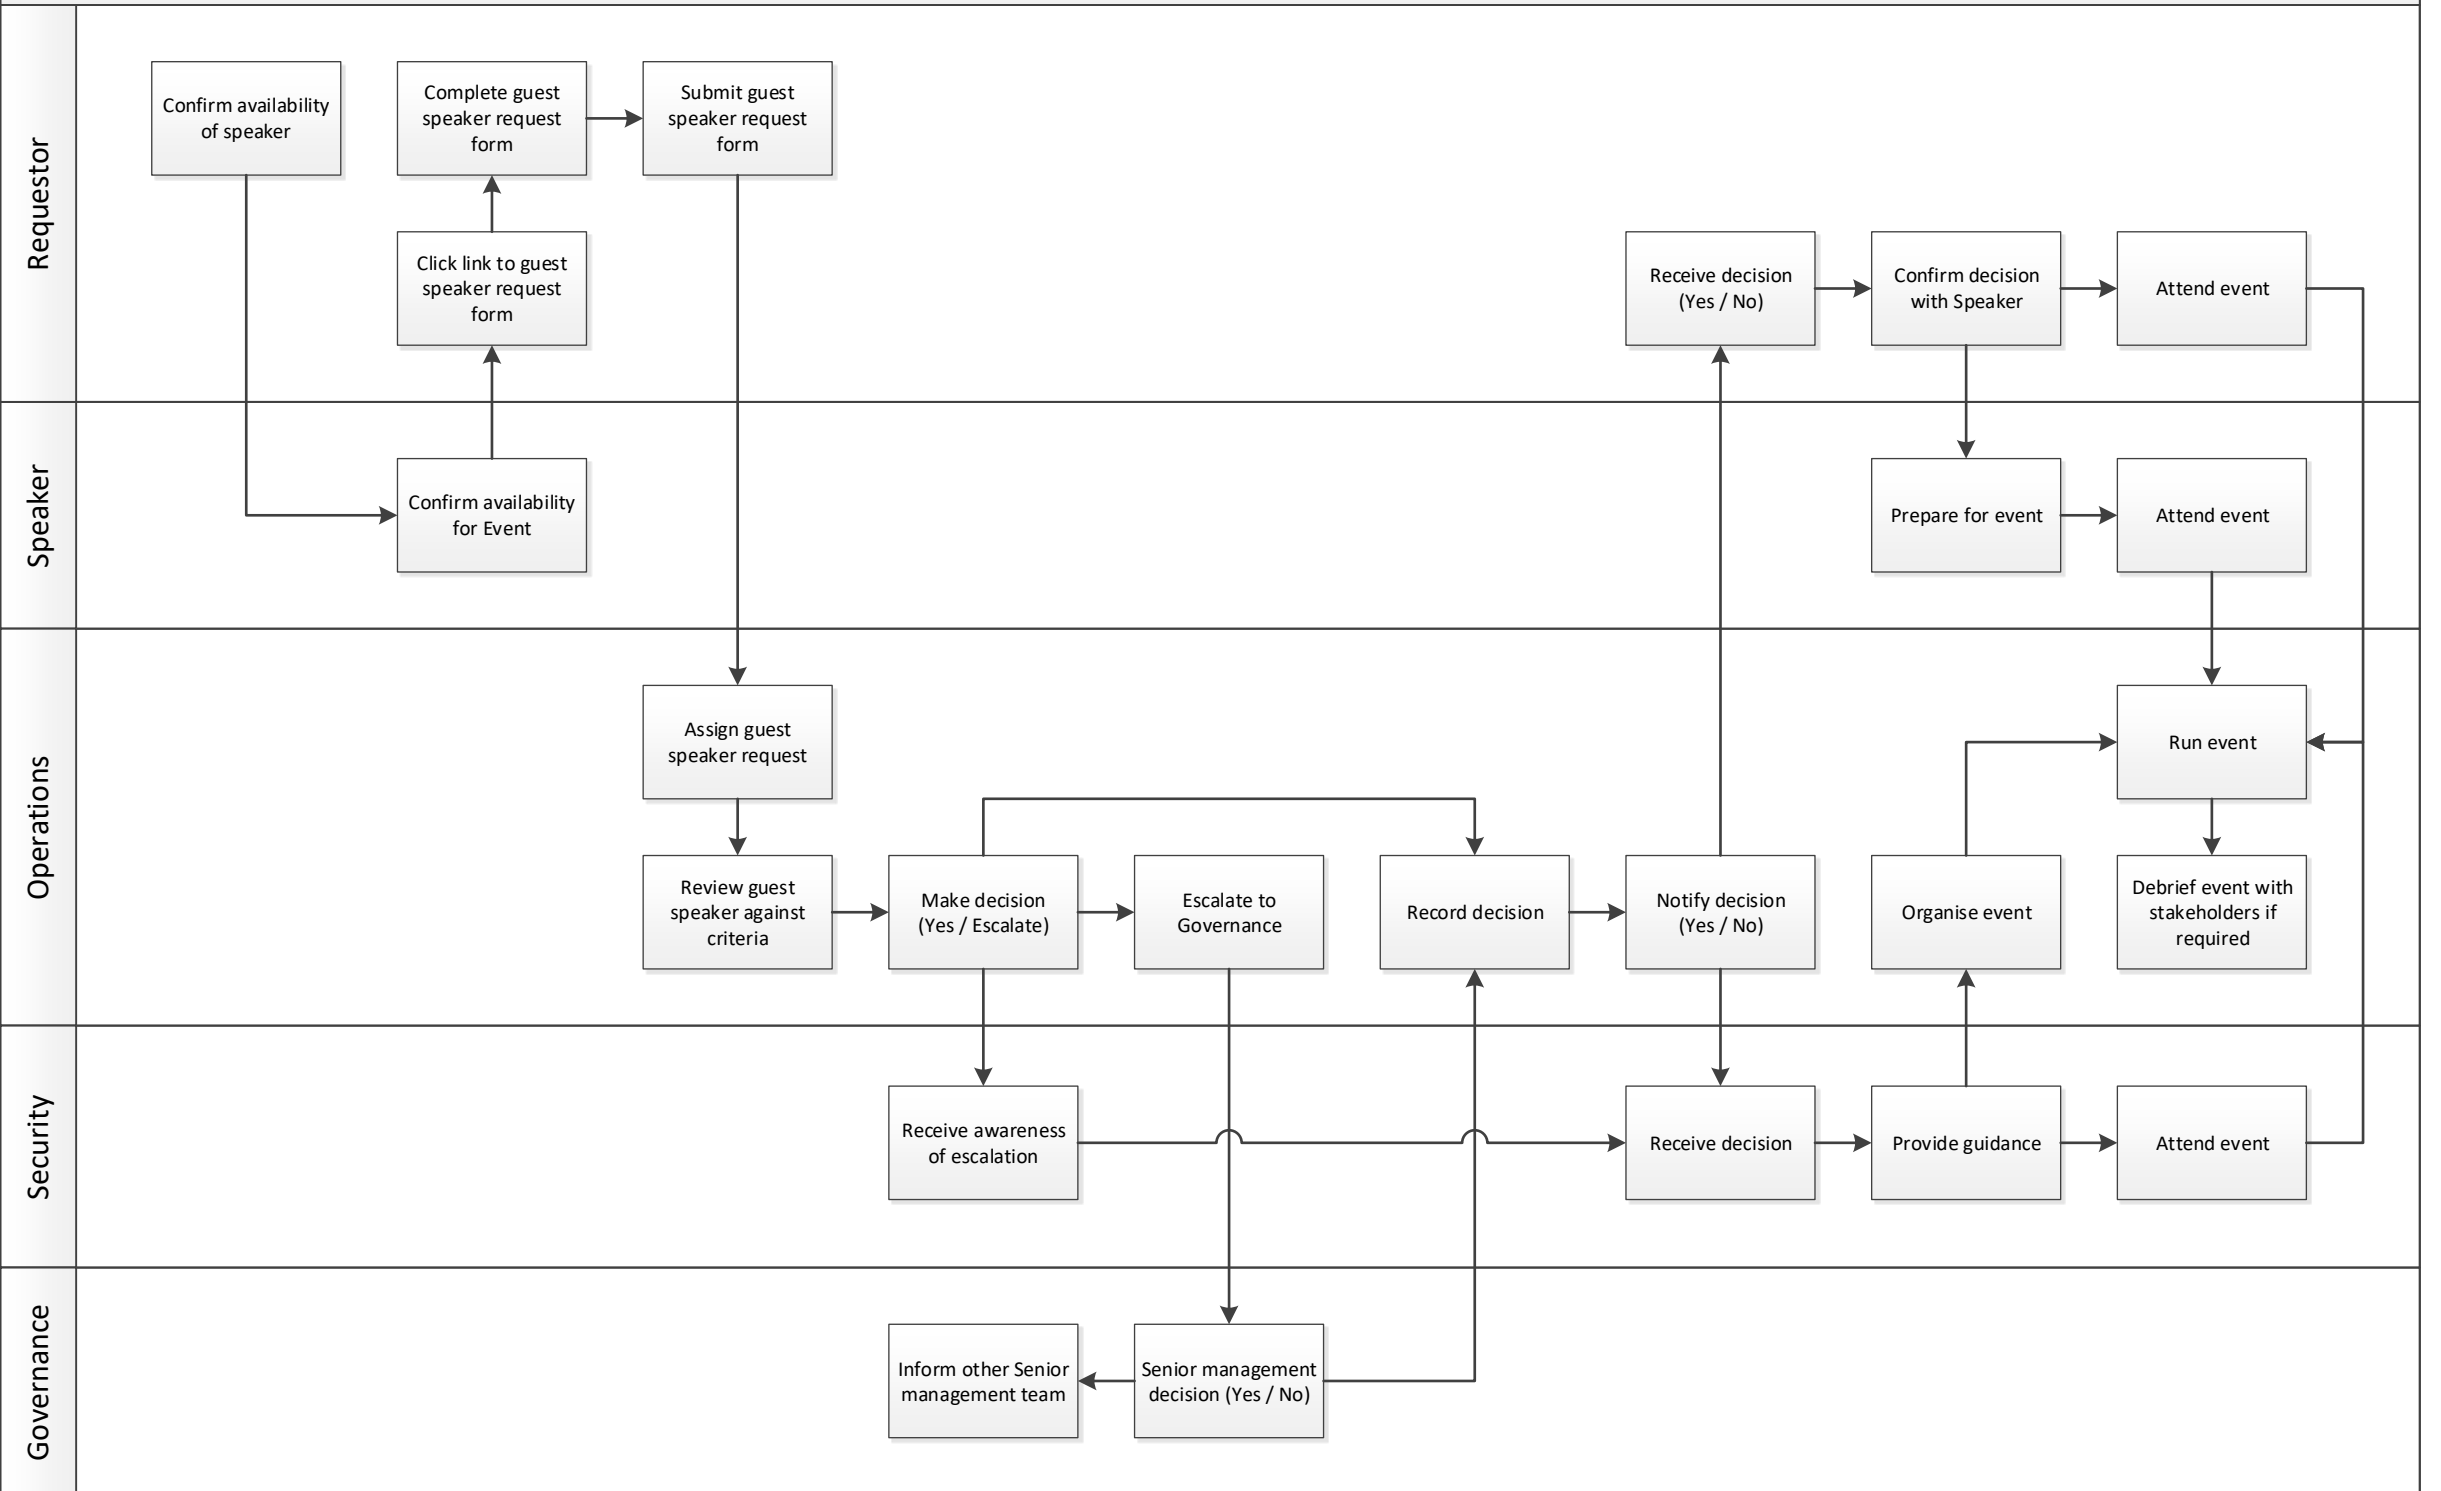 Requestor
Confirm availability
of speaker
Complete guest
speaker request
form
Submit guest
speaker request
form
Click link to guest
speaker request
form
Receive decision
(Yes / No)
Confirm decision
with Speaker
Attend event
Speaker
Confirm availability
for Event
Prepare for event
Attend event
Operations
Assign guest
speaker request
Run event
Review guest
speaker against
criteria
Make decision
(Yes / Escalate)
Escalate to
Governance
Record decision
Notify decision
(Yes / No)
Organise event
Debrief event with
stakeholders if
required
Security
Receive awareness
of escalation
Receive decision
Provide guidance
Attend event
Governance
Inform other Senior
management team
Senior management
decision (Yes / No)